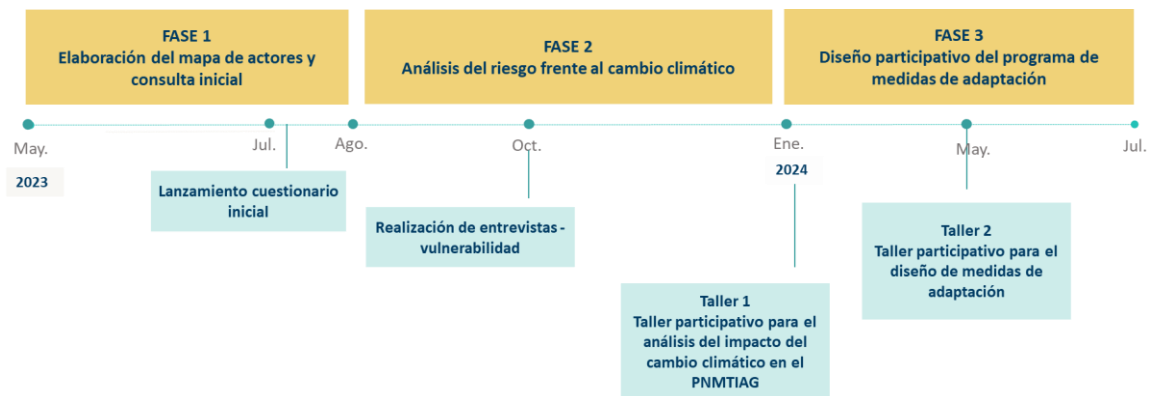 FASE 1
Elaboración del mapa de actores y
consulta inicial
FASE 2
Análisis del riesgo frente al cambio climático
FASE 3
Diseño participativo del programa de
medidas de adaptación
May.
Jul.
Ago.
Oct.
Ene.
May.
Jul.
2023
2024
Lanzamiento cuestionario
inicial
Realización de entrevistas -
vulnerabilidad
Taller 1
Taller participativo para el
análisis del impacto del
cambio climático en el
PNMTIAG
Taller 2
Taller participativo para el
diseño de medidas de
adaptación